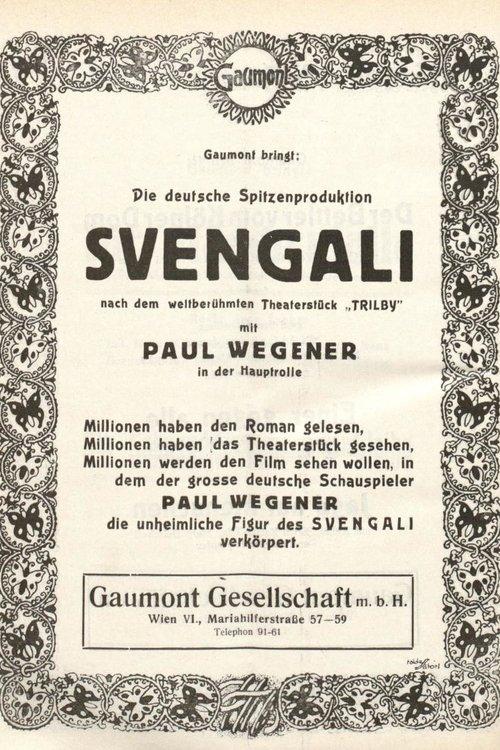 Gaumont
Gaumont bringt:
Die deutsche Spitzenproduktion
SVENGALI
nach dem weltberühmten Theaterstück „TRILBY"
mit
PAUL WEGENER
in der Hauptrolle
Millionen haben den Roman gelesen,
Millionen haben das Theaterstück gesehen,
Millionen werden den Film sehen wollen, in
dem der grosse deutsche Schauspieler
PAUL WEGENER
die unheimliche Figur des SVENGALI
verkörpert.
Gaumont Gesellschaft m. b. H.
Wien VI., Mariahilferstraße 57—59
Telephon 91-61